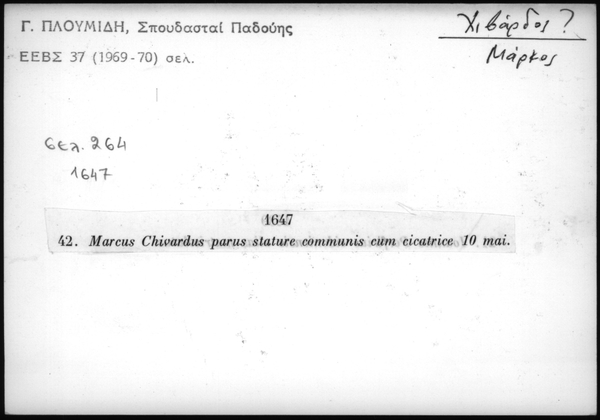 Γ. ΠΛΟΥΜΙΔΗ, Σπουδασταί Παδούης
ΕΕΒΣ 37 (1969-70) σελ.
Χιβάρδος ?
Μάρκος
σελ. 264
1647
1647
42. Marcus Chivardus parus stature communis cum cicatrice 10 mai.